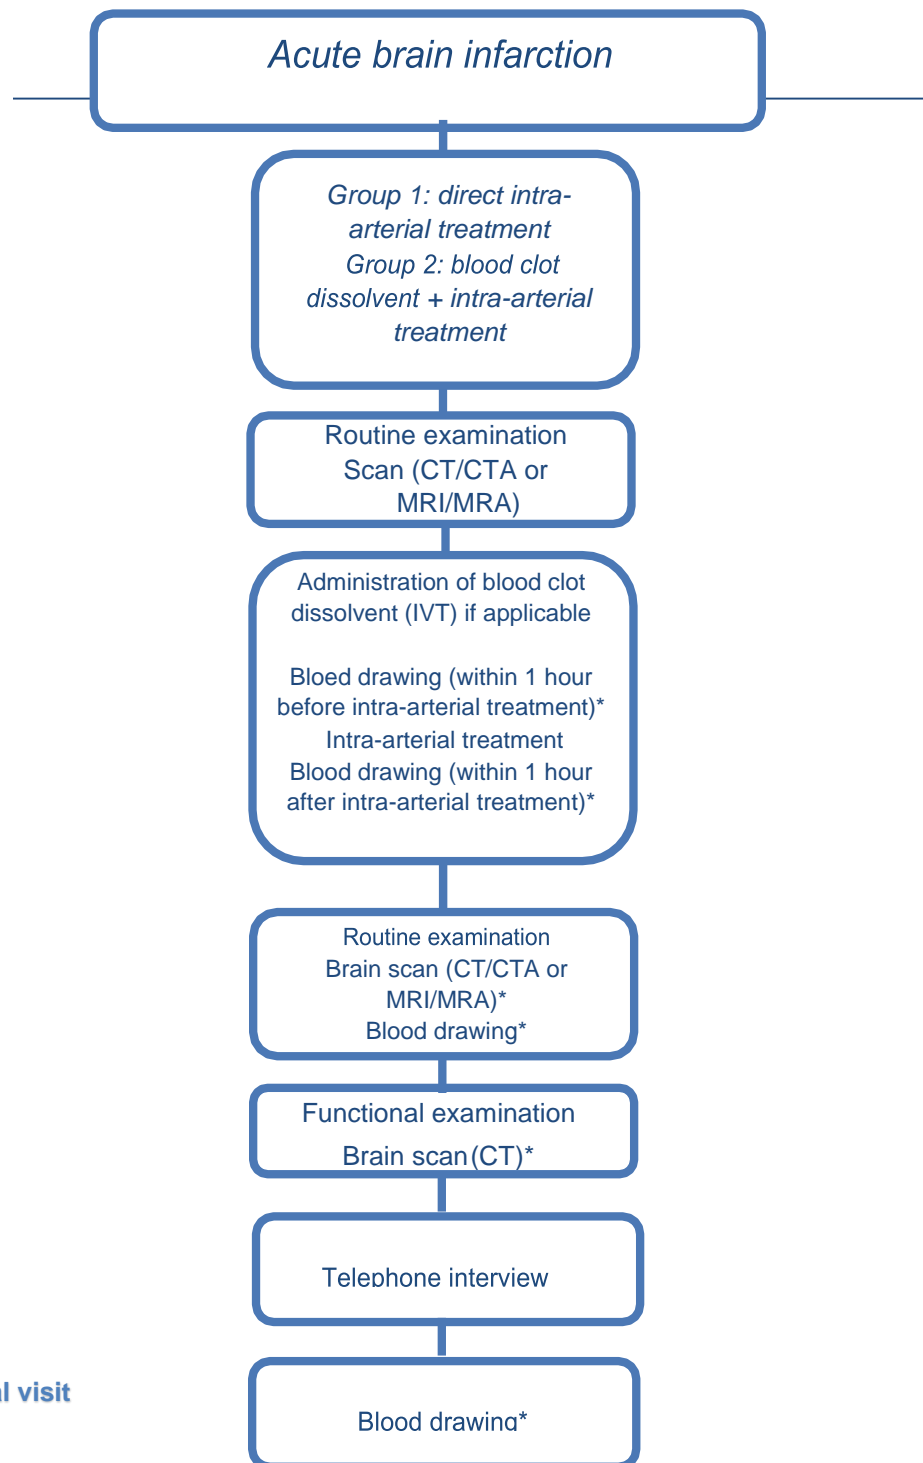 Acute brain infarction
Group 1: direct intra-
arterial treatment
Group 2: blood clot
dissolvent + intra-arterial
treatment
Routine examination
Scan (CT/CTA or
MRI/MRA)
Administration of blood clot
dissolvent (IVT) if applicable
Bloed drawing (within 1 hour
before intra-arterial treatment)*
Intra-arterial treatment
Blood drawing (within 1 hour
after intra-arterial treatment)*
Routine examination
Brain scan (CT/CTA or
MRI/MRA)*
Blood drawing*
Functional examination
Brain scan (CT)*
Telephone interview
visit
Blood drawing*